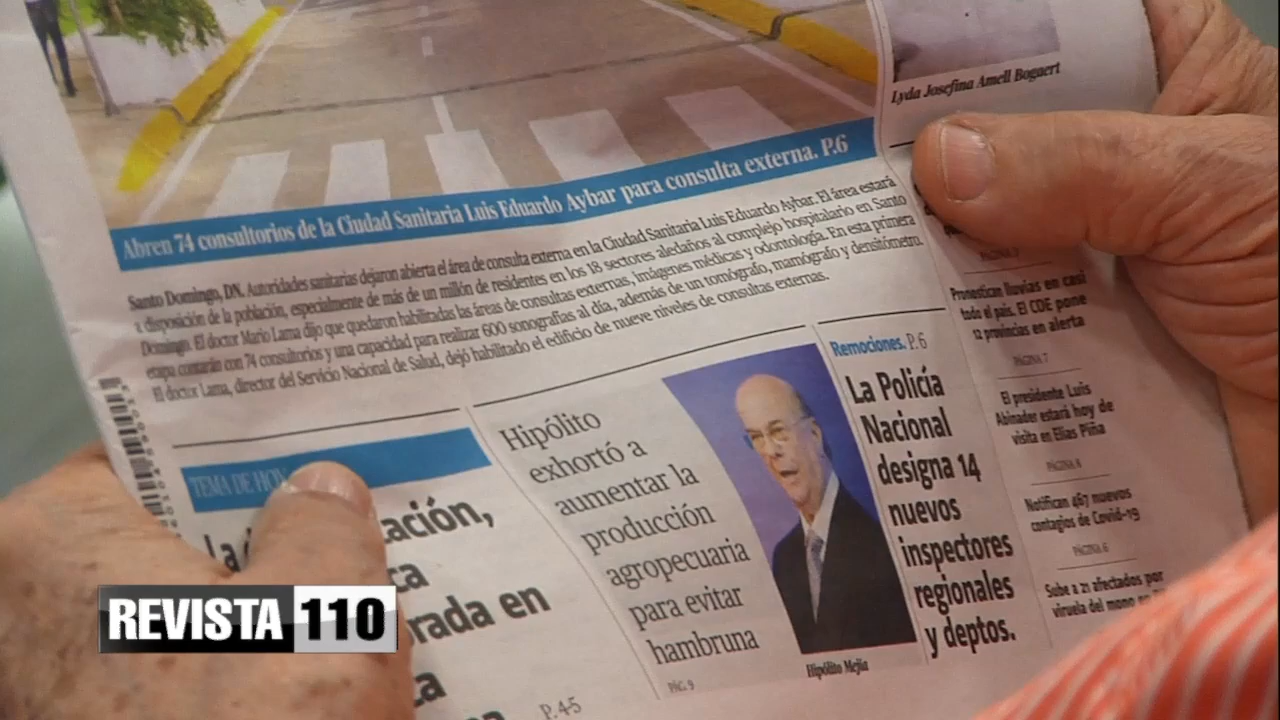 Lyda Josefina Amell Bogaert
Abren 74 consultorios de la Ciudad Sanitaria Luis Eduardo Aybar para consulta externa. P.6
Santo Domingo, DN. Autoridades sanitarias dejaron abierta el área de consulta externa en la Ciudad Sanitaria Luis Eduardo Aybar. El área estará
a disposición de la población, especialmente de más de un millón de residentes en los 18 sectores aledaños al complejo hospitalario en Santo
Domingo. El doctor Mario Lama dijo que quedaron habilitadas las áreas de consultas externas, imágenes médicas y odontología. En esta primera
etapa contarán con 74 consultorios y una capacidad para realizar 600 sonografías al día, además de un tomógrafo, mamógrafo y densitómetro.
El doctor Lama, director del Servicio Nacional de Salud, dejó habilitado el edificio de nueve niveles de consultas externas.
TEMA DE HOY
la
ación,
rada en
P. 4-5
Hipólito
exhortó a
aumentar la
producción
agropecuaria
para evitar
hambruna
PÁG. 9
Hipólito Mejía
Remociones. P. 6
La Policía
Nacional
designa 14
nuevos
inspectores
regionales
y deptos.
Pronostican lluvias en casi
todo el país. El COE pone
12 provincias en alerta
PÁGINA 7
El presidente Luis
Abinader estará hoy de
visita en Elías Piña
PÁGINA 8
Notifican 467 nuevos
contagios de Covid-19
PÁGINA 6
Sube a 21 afectados por
viruela del mono en
REVISTA 110